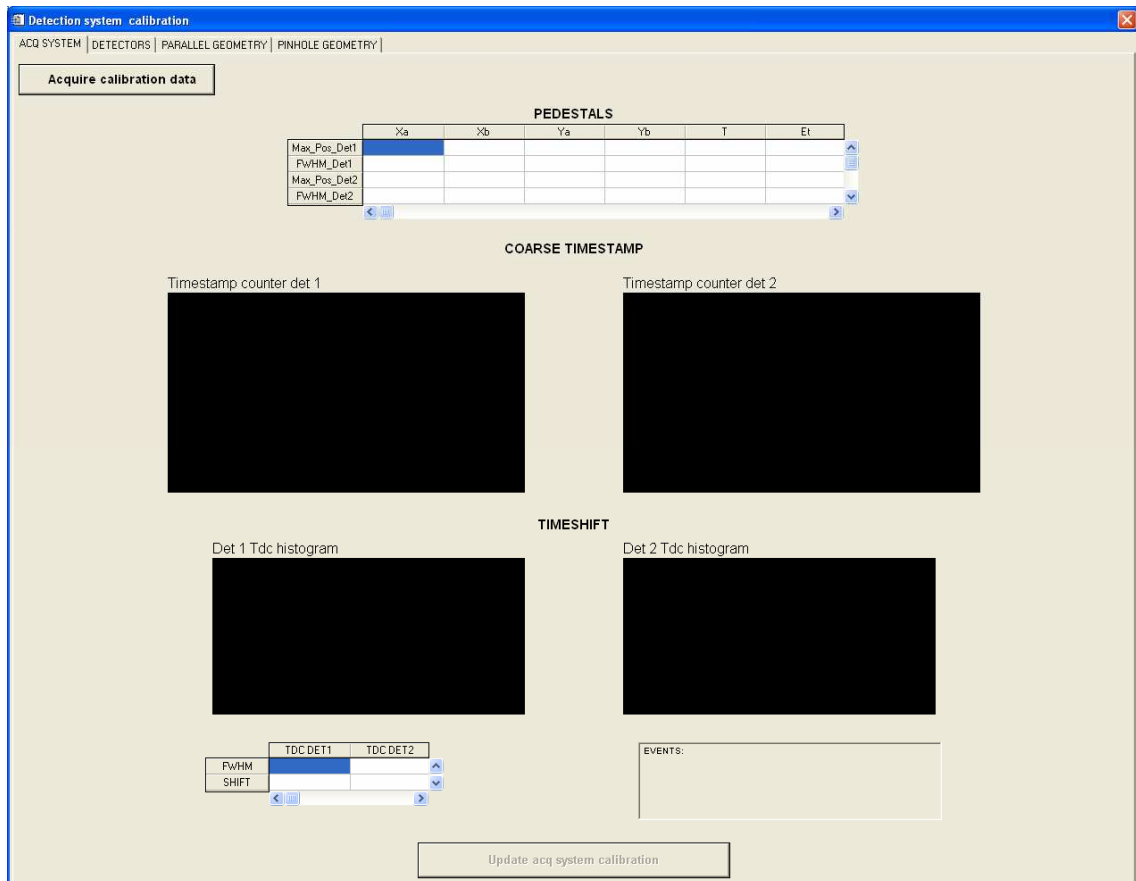 Detection system calibration
ACQ SYSTEM DETECTORS PARALLEL GEOMETRY PINHOLE GEOMETRY
Acquire calibration data
PEDESTALS
Xa Xb Ya Yb T Et
Max_Pos_Det1
FWHM_Det1
Max_Pos_Det2
FWHM_Det2
COARSE TIMESTAMP
Timestamp counter det 1 Timestamp counter det 2
TIMESHIFT
Det 1 Tdc histogram Det 2 Tdc histogram
TDC DET1 TDC DET2
FWHM
SHIFT
EVENTS:
Update acq system calibration